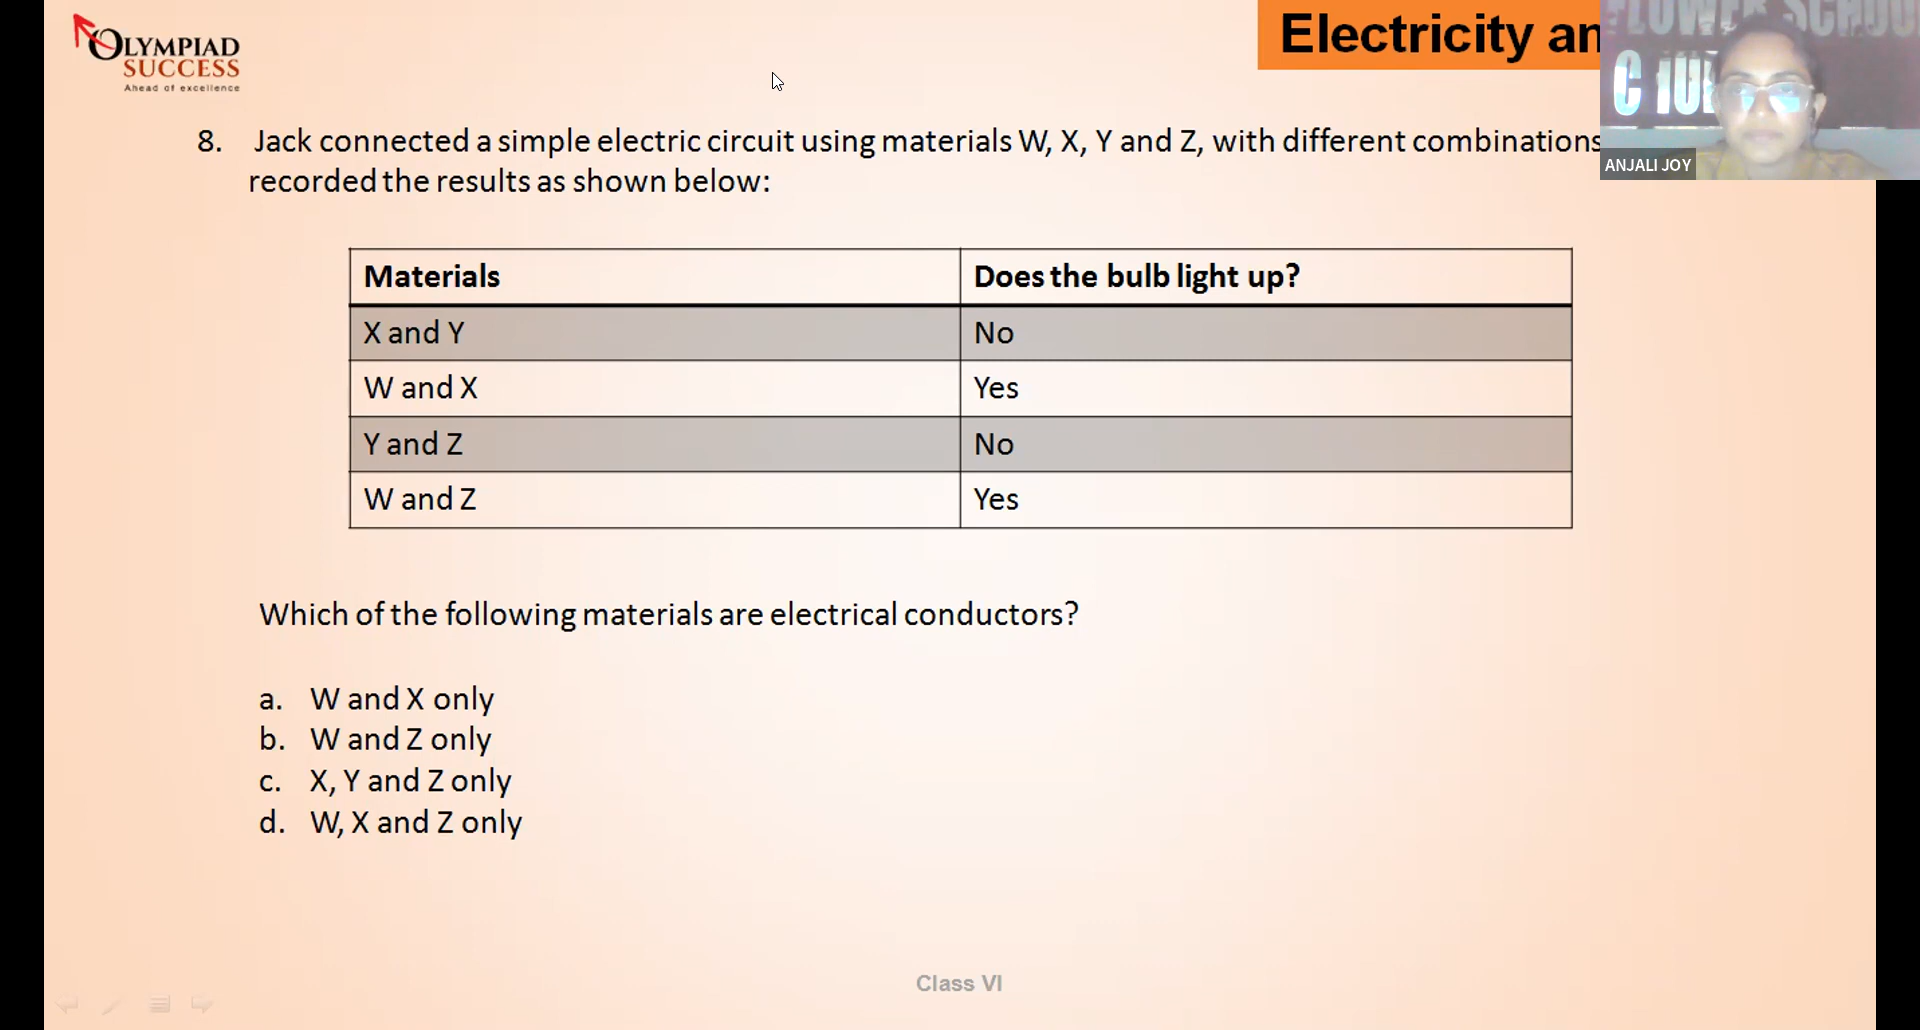 OLYMPIAD
SUCCESS
Ahead of excellence
Electricity an
FLOWER SCHOOL
ANJALI JOY
8. Jack connected a simple electric circuit using materials W, X, Y and Z, with different combinations
recorded the results as shown below:
Materials Does the bulb light up?
X and Y No
W and X Yes
Y and Z No
W and Z Yes
Which of the following materials are electrical conductors?
a. W and X only
b. W and Z only
c. X, Y and Z only
d. W, X and Z only
Class VI